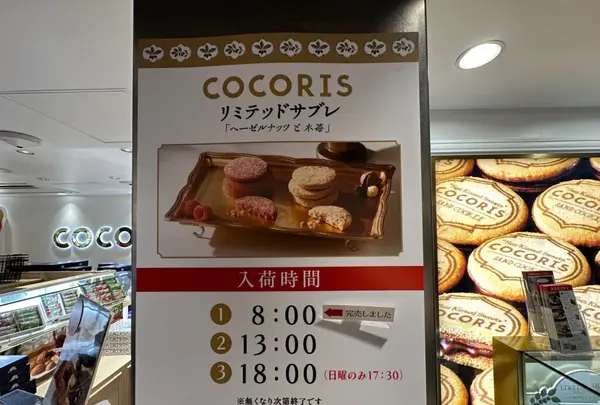 COCORIS
リミテッドサブレ
「ヘーゼルナッツと木苺」
入荷時間
① 8:00 完売しました
② 13:00
③ 18:00 (日曜のみ17:30)
※無くなり次第終了です
COCO
COCORIS
SAND COOKIE
COCORIS
COCORIS
COCORIS